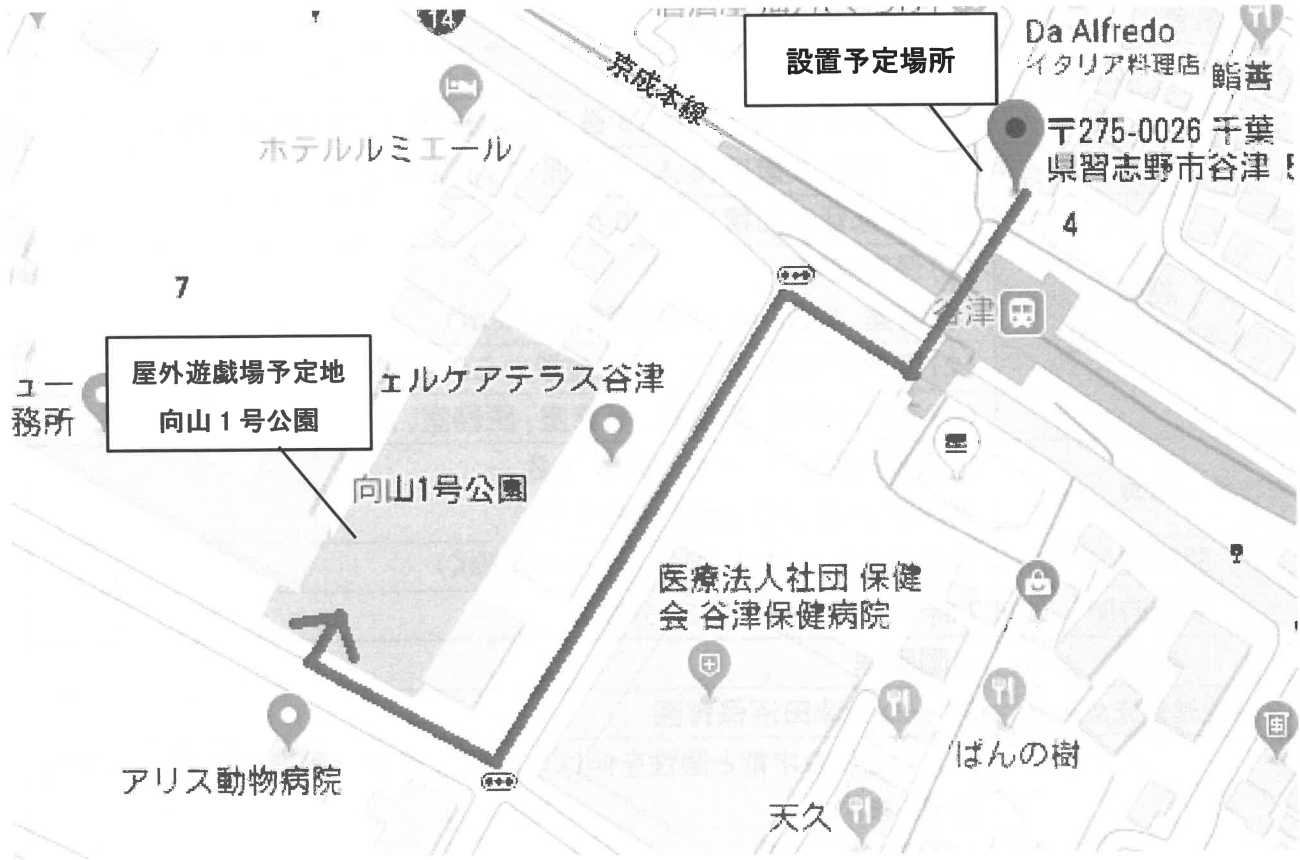 14
Da Alfredo
イタリア料理店
鮨善
設置予定場所
京成本線
〒275-0026 千葉
県習志野市谷津
ホテルルミエール
4
7
谷津
屋外遊戯場予定地
向山1号公園
ェルケアテラス谷津
ュー
務所
向山1号公園
医療法人社団 保健
会 谷津保健病院
ばんの樹
アリス動物病院
天久